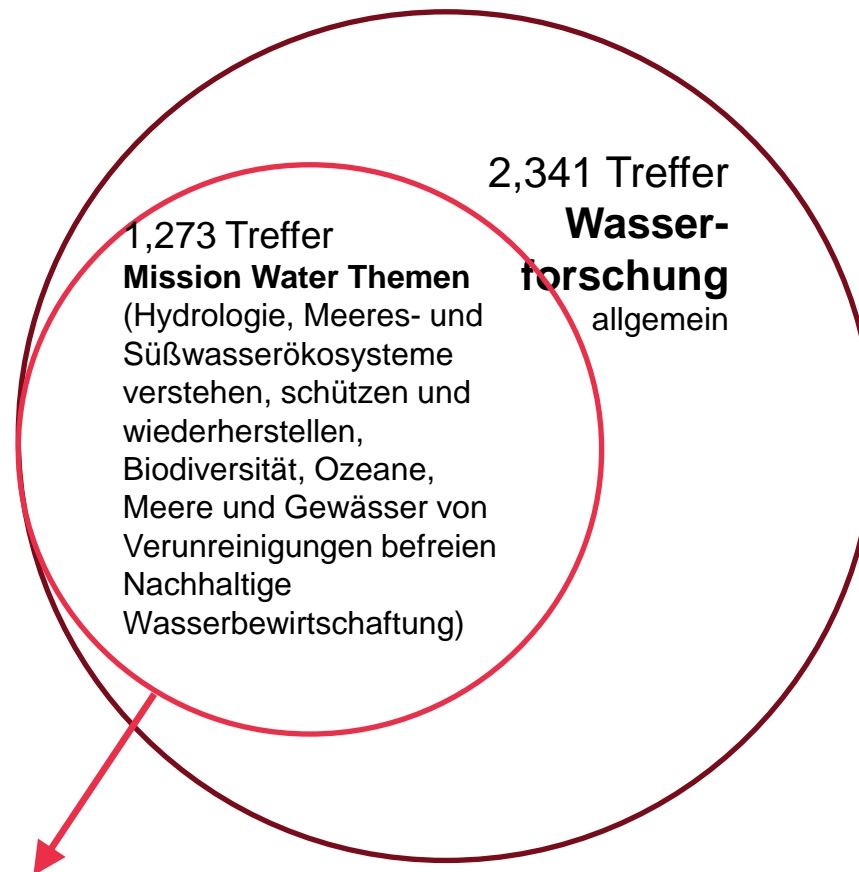 2,341 Treffer
Wasser-
forschung
allgemein
1,273 Treffer
Mission Water Themen
(Hydrologie, Meeres- und
Süßwasserökosysteme
verstehen, schützen und
wiederherstellen,
Biodiversität, Ozeane,
Meere und Gewässer von
Verunreinigungen befreien
Nachhaltige
Wasserbewirtschaftung)